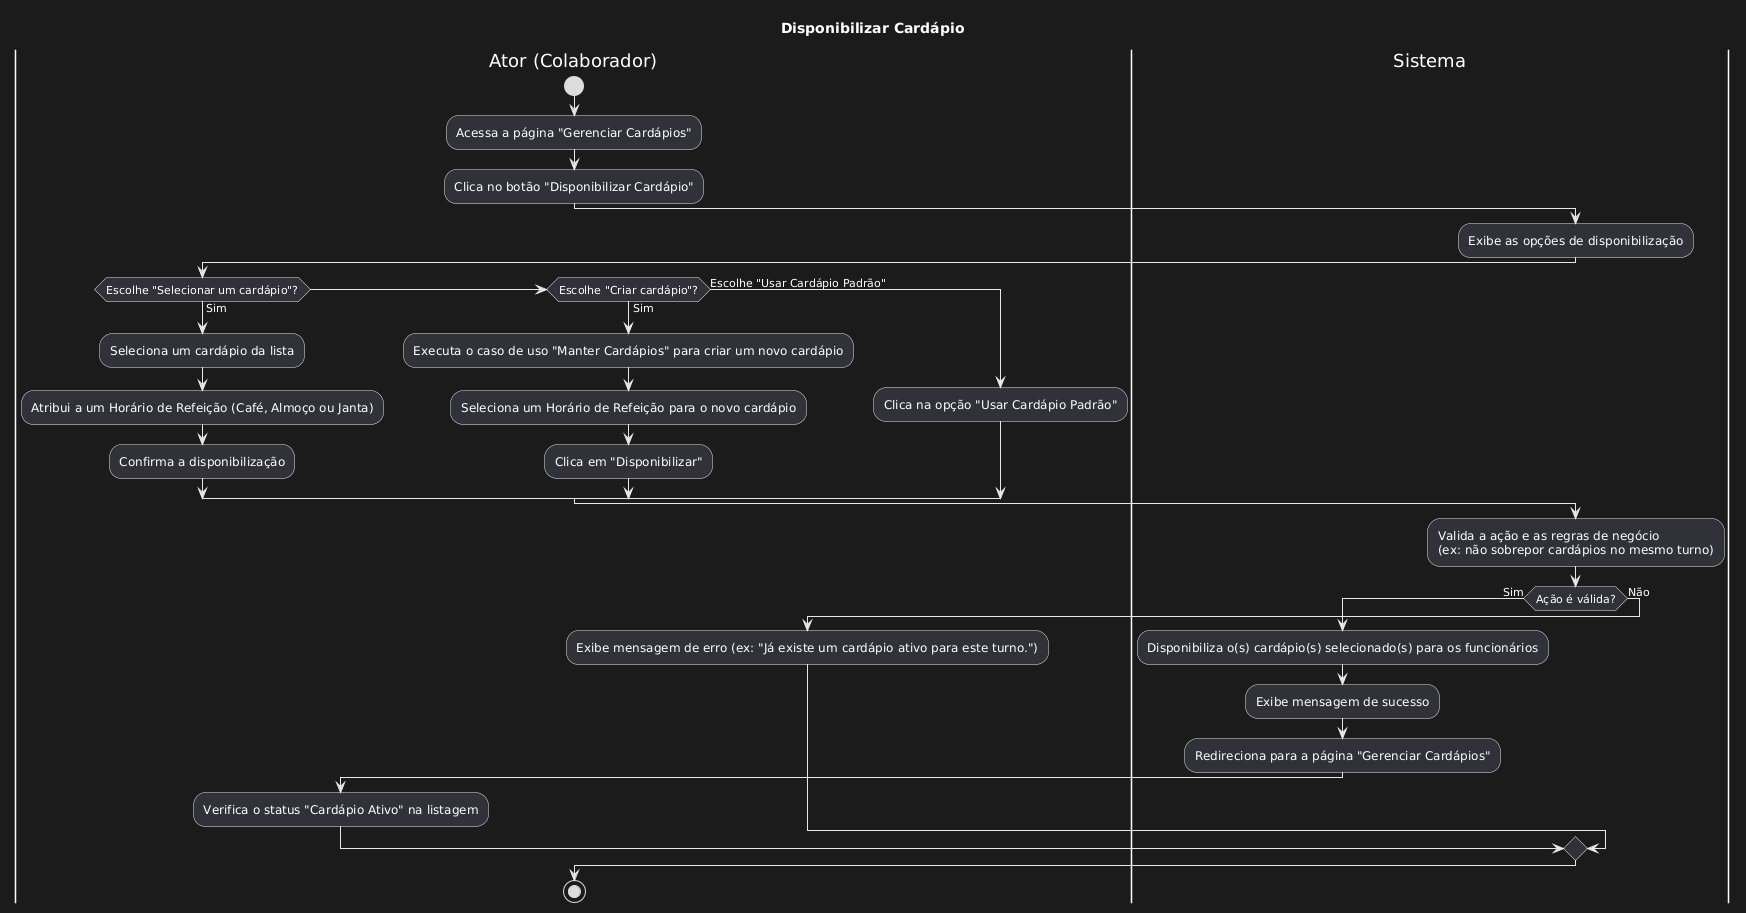 Disponibilizar Cardápio
Ator (Colaborador)
Sistema
Acessa a página "Gerenciar Cardápios"
Clica no botão "Disponibilizar Cardápio"
Exibe as opções de disponibilização
Escolhe "Selecionar um cardápio"?
Sim
Escolhe "Criar cardápio"?
Sim
Escolhe "Usar Cardápio Padrão"
Seleciona um cardápio da lista
Executa o caso de uso "Manter Cardápios" para criar um novo cardápio
Atribui a um Horário de Refeição (Café, Almoço ou Janta)
Seleciona um Horário de Refeição para o novo cardápio
Clica na opção "Usar Cardápio Padrão"
Confirma a disponibilização
Clica em "Disponibilizar"
Valida a ação e as regras de negócio
(ex: não sobrepor cardápios no mesmo turno)
Sim
Ação é válida?
Não
Exibe mensagem de erro (ex: "Já existe um cardápio ativo para este turno.")
Disponibiliza o(s) cardápio(s) selecionado(s) para os funcionários
Exibe mensagem de sucesso
Redireciona para a página "Gerenciar Cardápios"
Verifica o status "Cardápio Ativo" na listagem